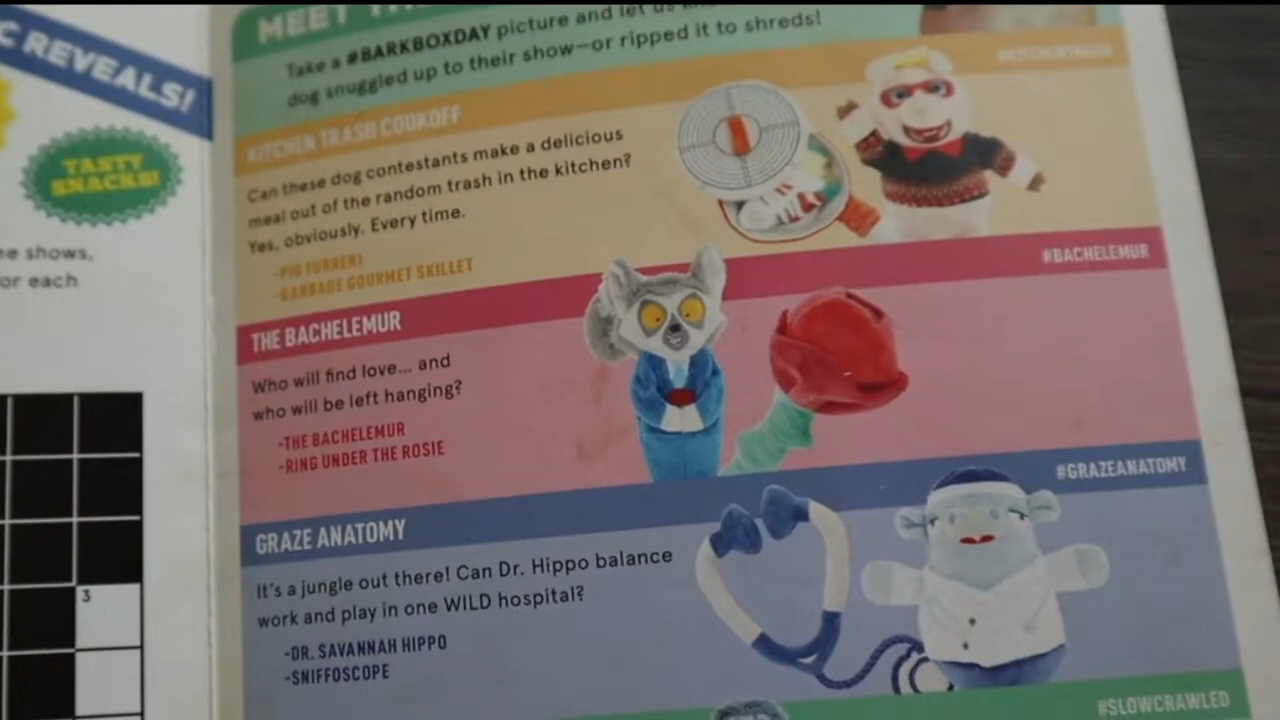 C REVEALS!
TASTY
SNACKS!
e shows,
or each
3
MEET
Take a #BARKBOXDAY picture and let us
dog snuggled up to their show—or ripped it to shreds!
KITCHEN TRASH COOKOFF
Can these dog contestants make a delicious
meal out of the random trash in the kitchen?
Yes, obviously. Every time.
-PIG FURRERI
-GARBAGE GOURMET SKILLET
THE BACHELEMUR
#BACHELEMUR
Who will find love... and
who will be left hanging?
-THE BACHELEMUR
-RING UNDER THE ROSIE
GRAZE ANATOMY
#GRAZEANATOMY
It's a jungle out there! Can Dr. Hippo balance
work and play in one WILD hospital?
-DR. SAVANNAH HIPPO
-SNIFFOSCOPE
#SLOWCRAWLED